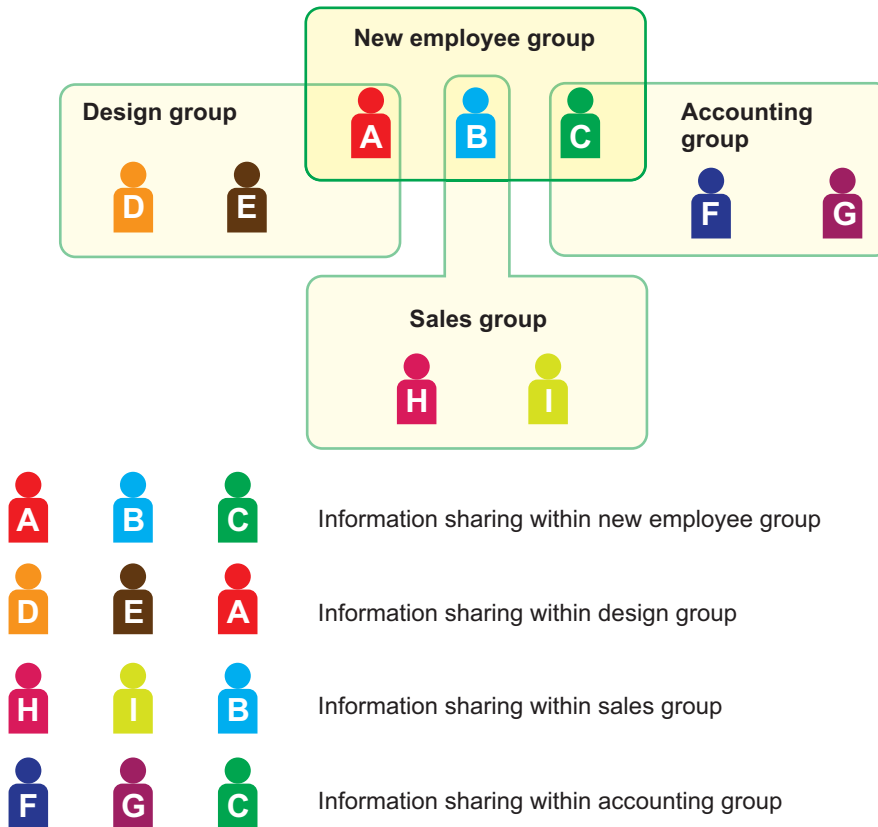 New employee group
Design group
A
B
C
Accounting
group
D
E
F
G
Sales group
H
I
A B C Information sharing within new employee group
D E A Information sharing within design group
H I B Information sharing within sales group
F G C Information sharing within accounting group